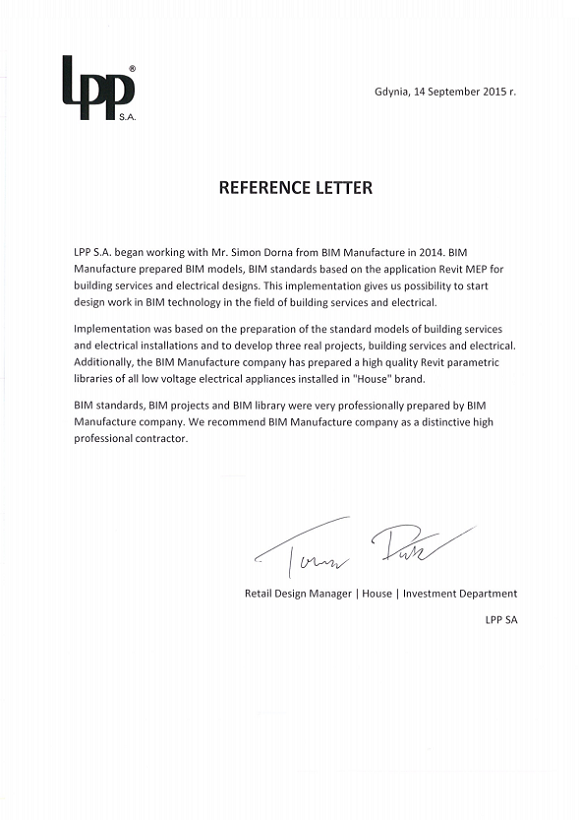 Lpp®
S.A.
Gdynia, 14 September 2015 r.
REFERENCE LETTER
LPP S.A. began working with Mr. Simon Dorna from BIM Manufacture in 2014. BIM
Manufacture prepared BIM models, BIM standards based on the application Revit MEP for
building services and electrical designs. This implementation gives us possibility to start
design work in BIM technology in the field of building services and electrical.
Implementation was based on the preparation of the standard models of building services
and electrical installations and to develop three real projects, building services and electrical.
Additionally, the BIM Manufacture company has prepared a high quality Revit parametric
libraries of all low voltage electrical appliances installed in "House" brand.
BIM standards, BIM projects and BIM library were very professionally prepared by BIM
Manufacture company. We recommend BIM Manufacture company as a distinctive high
professional contractor.
Retail Design Manager | House | Investment Department
LPP SA